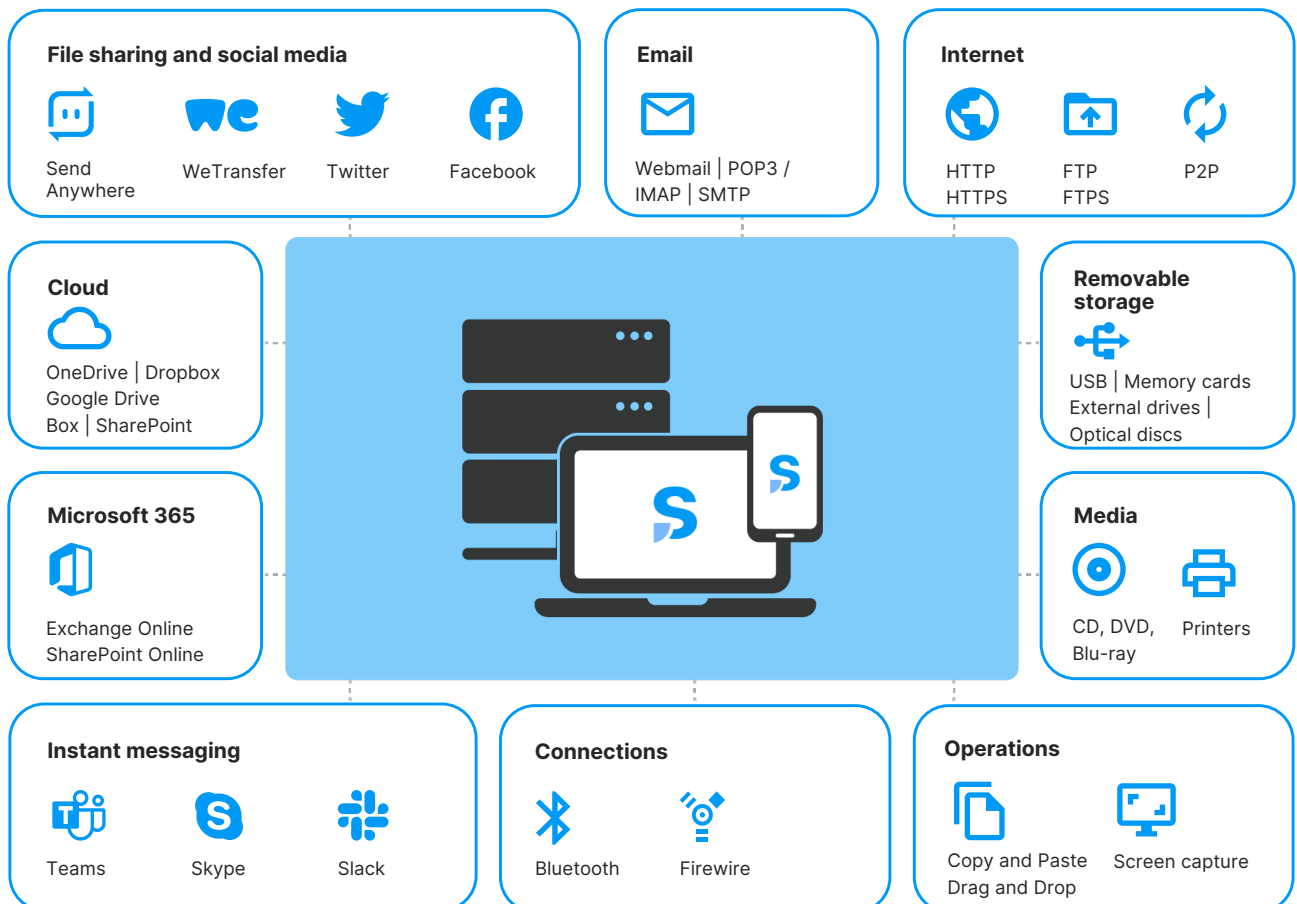 File sharing and social media
Send
Anywhere
WeTransfer
Twitter
Facebook
Email
Webmail | POP3 /
IMAP | SMTP
Internet
HTTP
HTTPS
FTP
FTPS
P2P
Cloud
OneDrive | Dropbox
Google Drive
Box | SharePoint
Removable
storage
USB | Memory cards
External drives |
Optical discs
Microsoft 365
Exchange Online
SharePoint Online
Media
CD, DVD,
Blu-ray
Printers
Instant messaging
Teams
Skype
Slack
Connections
Bluetooth
Firewire
Operations
Copy and Paste
Drag and Drop
Screen capture